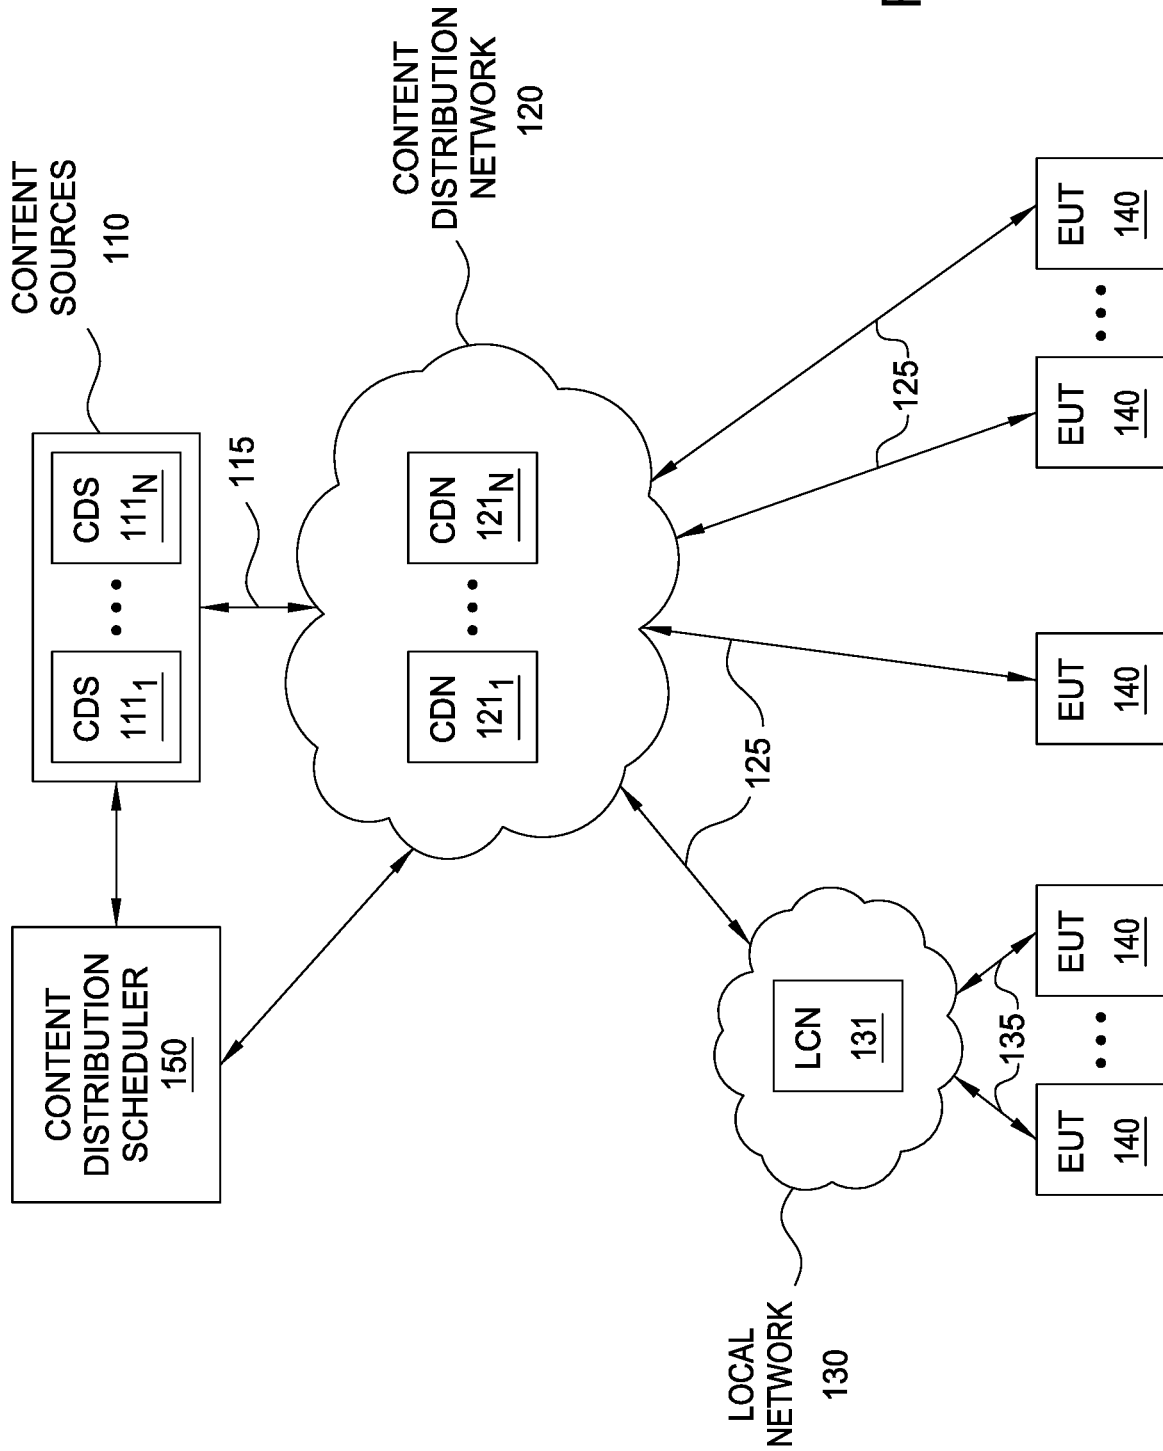 CONTENT
SOURCES
110
CONTENT
DISTRIBUTION
SCHEDULER
150
CDS
111₁
CDS
111N
115
CONTENT
DISTRIBUTION
NETWORK
120
CDN
121₁
CDN
121N
125
125
LOCAL
NETWORK
130
LCN
131
135
EUT
140
EUT
140
EUT
140
EUT
140
EUT
140